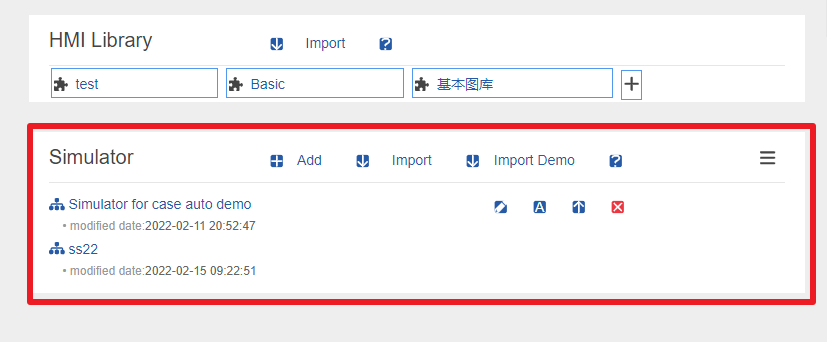 HMI Library Import
test Basic 基本图库
Simulator Add Import Import Demo
Simulator for case auto demo
• modified date:2022-02-11 20:52:47
ss22
• modified date:2022-02-15 09:22:51